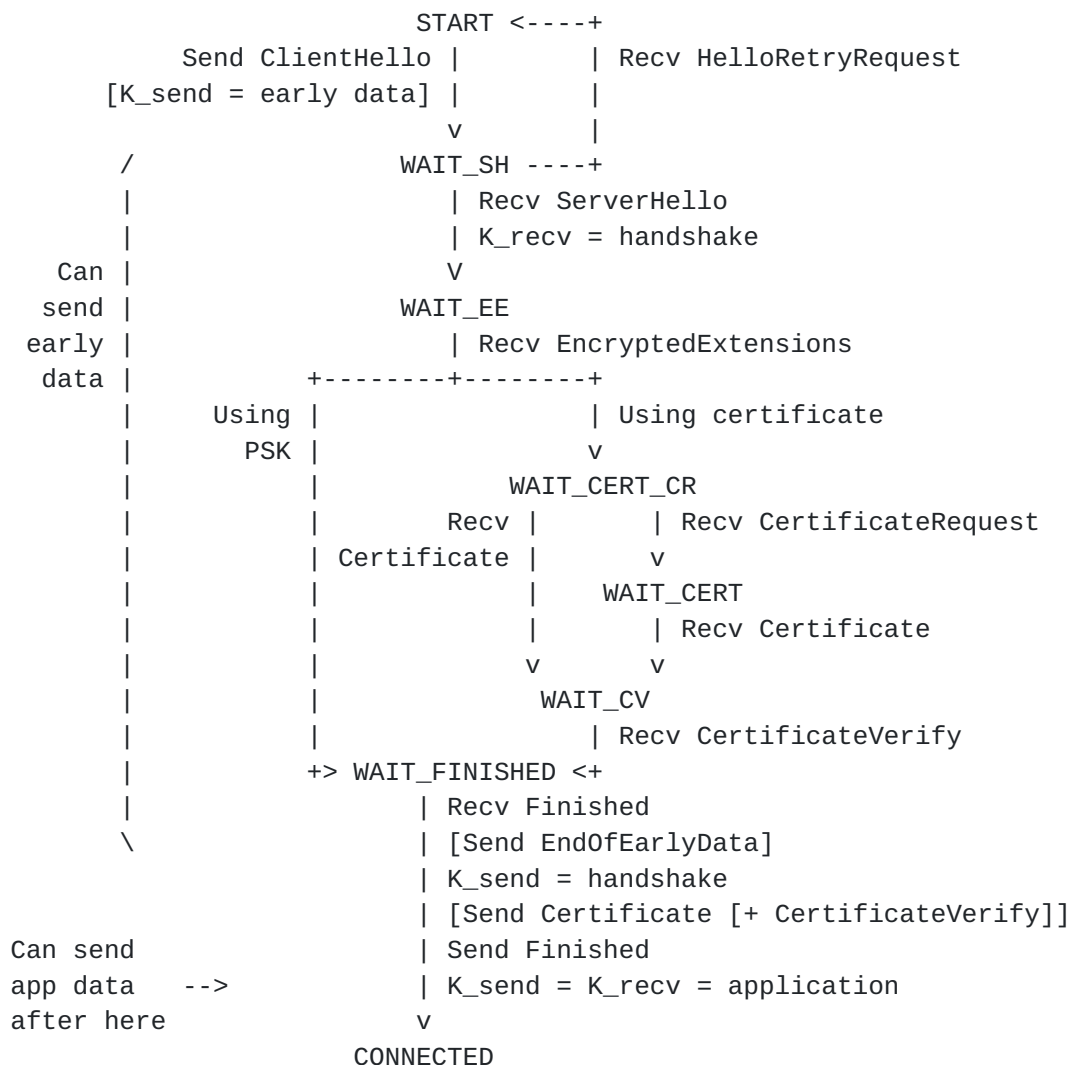 START <----+
Send ClientHello | | Recv HelloRetryRequest
[K_send = early data] | |
v |
/ WAIT_SH ----+
| | Recv ServerHello
| | K_recv = handshake
Can | V
send | WAIT_EE
early | | Recv EncryptedExtensions
data | +--------+--------+
| Using | | Using certificate
| PSK | v
| | WAIT_CERT_CR
| | Recv | | Recv CertificateRequest
| | Certificate | v
| | | WAIT_CERT
| | | | Recv Certificate
| | v v
| | WAIT_CV
| | | Recv CertificateVerify
| +> WAIT_FINISHED <+
| | Recv Finished
\ | [Send EndOfEarlyData]
| K_send = handshake
| [Send Certificate [+ CertificateVerify]]
Can send | Send Finished
app data --> | K_send = K_recv = application
after here v
CONNECTED